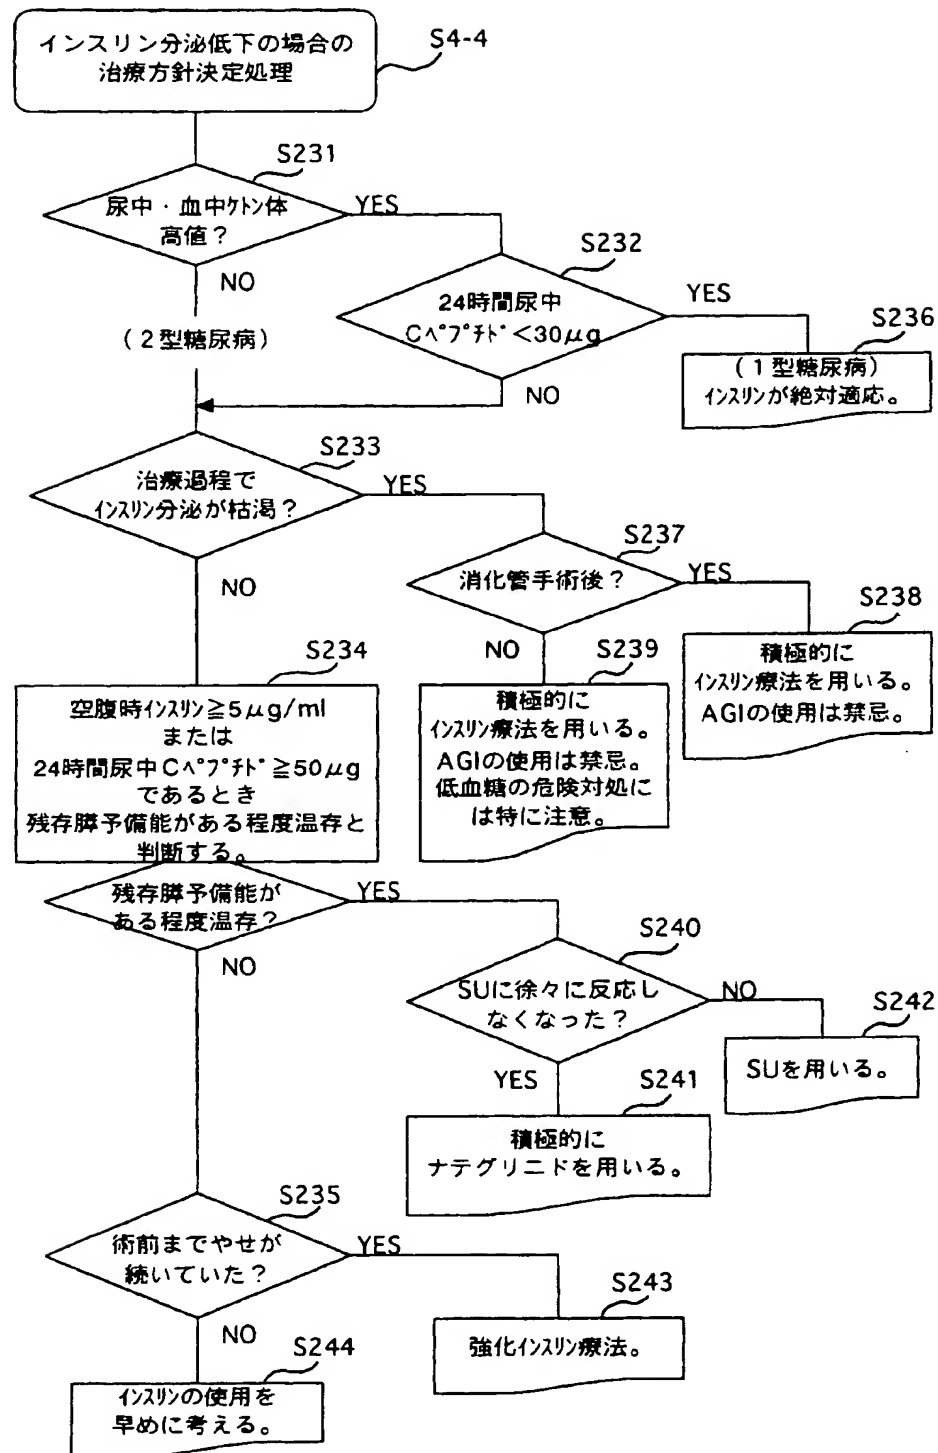 インスリン分泌低下の場合の
治療方針決定処理
S4-4
S231
尿中・血中ｹﾄﾝ体
高値？
YES
NO
S232
24時間尿中
Cﾍﾟﾌﾟﾁﾄﾞ<30μg
YES
NO
S236
(1型糖尿病)
ｲﾝｽﾘﾝが絶対適応。
(2型糖尿病)
S233
治療過程で
ｲﾝｽﾘﾝ分泌が枯渇？
YES
NO
S237
消化管手術後？
YES
NO
S238
積極的に
ｲﾝｽﾘﾝ療法を用いる。
AGIの使用は禁忌。
S239
積極的に
ｲﾝｽﾘﾝ療法を用いる。
AGIの使用は禁忌。
低血糖の危険対処に
は特に注意。
S234
空腹時ｲﾝｽﾘﾝ≧5μg/ml
または
24時間尿中Cﾍﾟﾌﾟﾁﾄﾞ≧50μg
であるとき
残存膵予備能がある程度温存と
判断する。
残存膵予備能が
ある程度温存？
YES
NO
S240
SUに徐々に反応し
なくなった？
NO
YES
S242
SUを用いる。
S241
積極的に
ナテグリニドを用いる。
S235
術前までやせが
続いていた？
YES
NO
S243
強化ｲﾝｽﾘﾝ療法。
S244
ｲﾝｽﾘﾝの使用を
早めに考える。